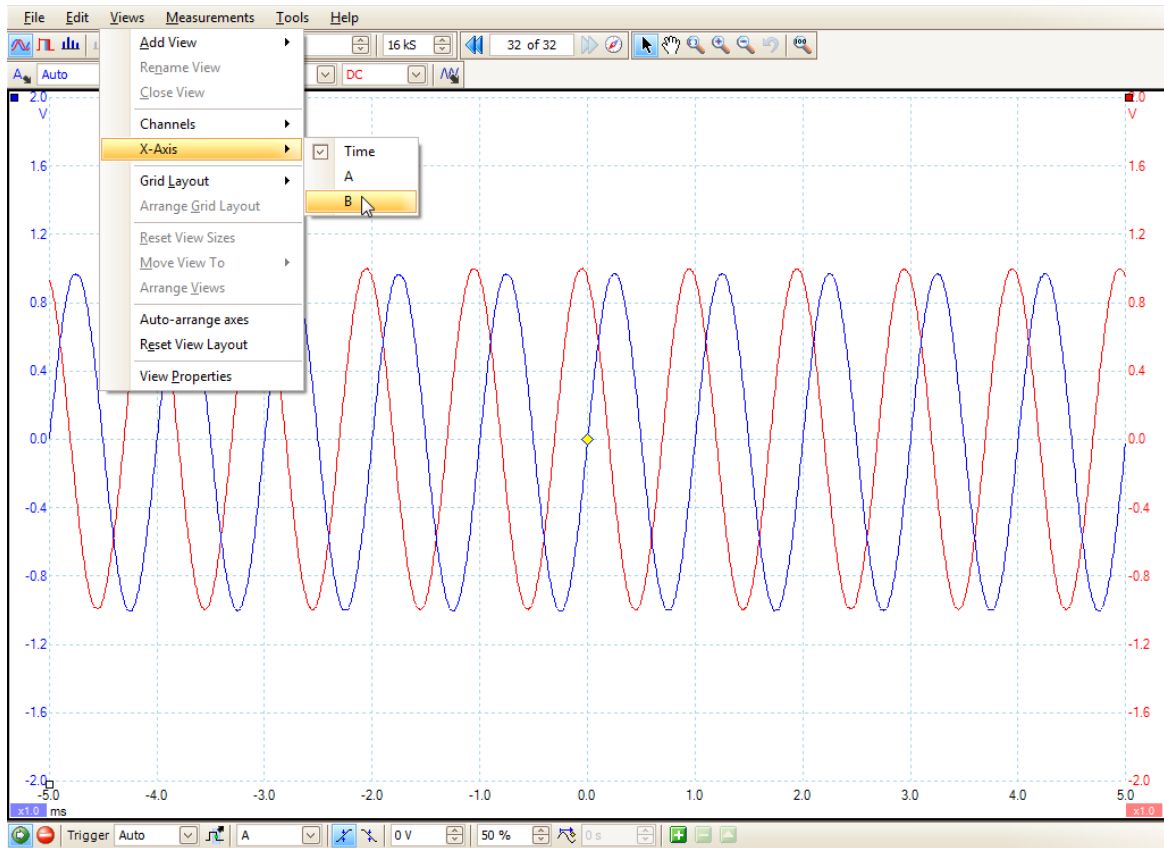 File Edit Views Measurements Tools Help
Add View 16 kS 32 of 32
A Auto Rename View DC
Close View
Channels
X-Axis Time
A
Grid Layout B
Arrange Grid Layout
Reset View Sizes
Move View To
Arrange Views
Auto-arrange axes
Reset View Layout
View Properties
2.0 2.0
V V
1.6 1.6
1.2 1.2
0.8 0.8
0.4 0.4
0.0 0.0
-0.4 -0.4
-0.8 -0.8
-1.2 -1.2
-1.6 -1.6
-2.0 -2.0
-5.0 -4.0 -3.0 -2.0 -1.0 0.0 1.0 2.0 3.0 4.0 5.0
x1.0 ms x1.0
Trigger Auto A 0 V 50 % 0 s